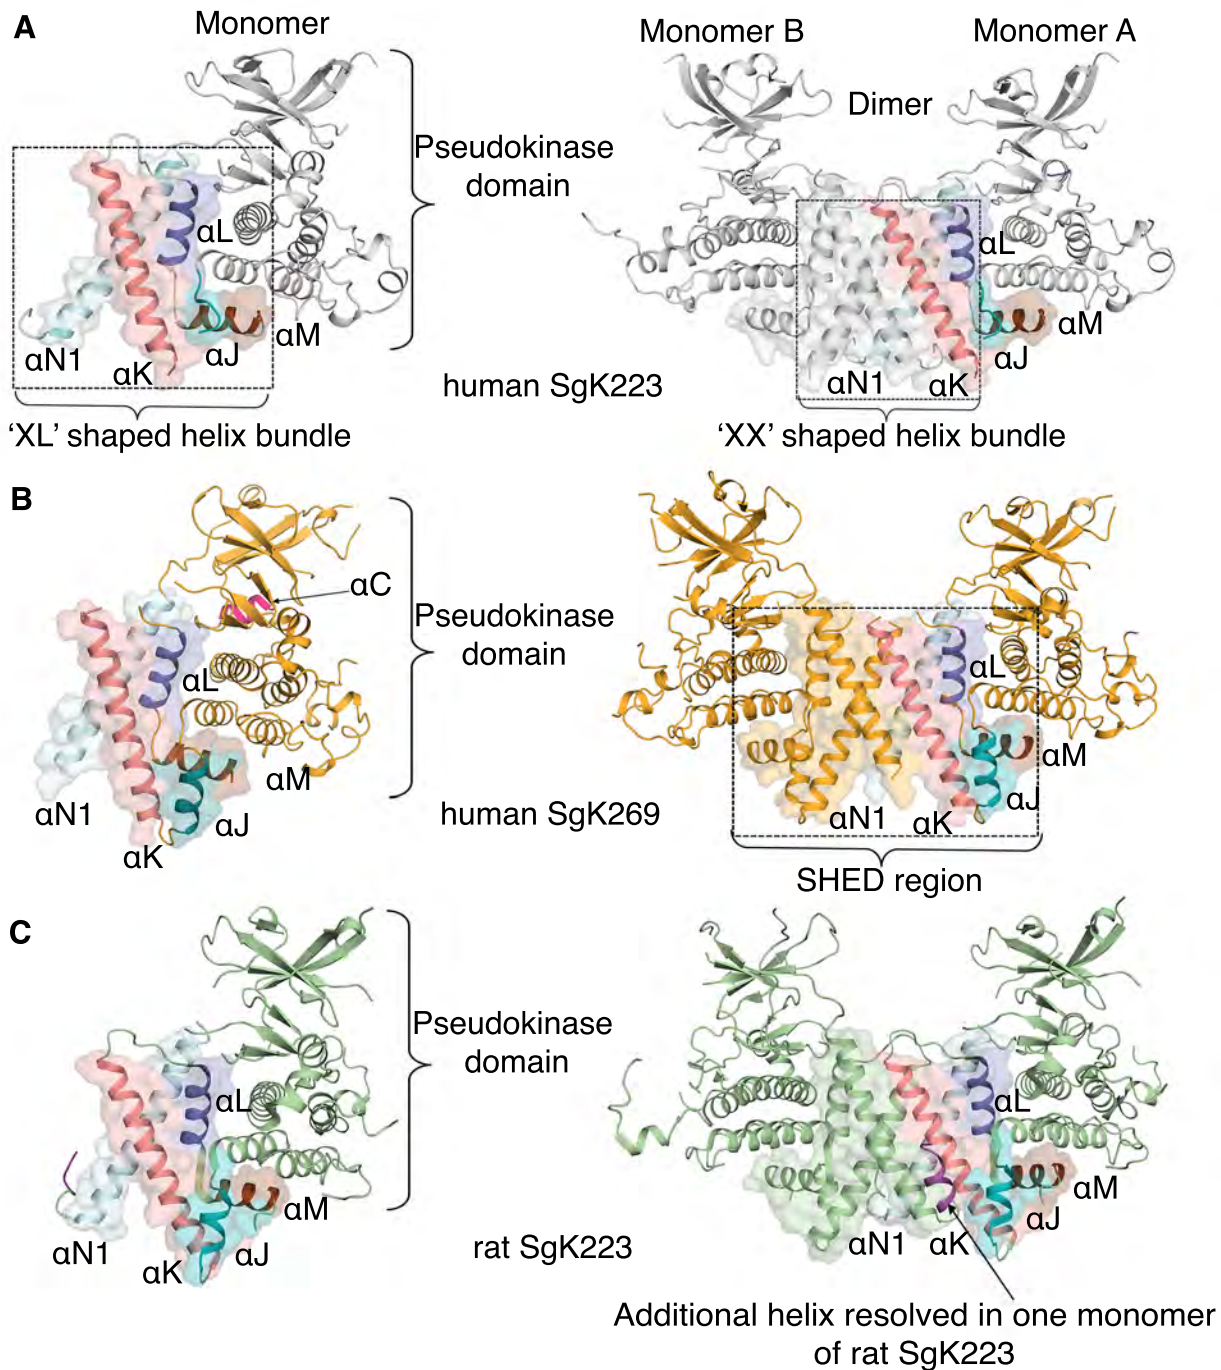 A
Monomer
Monomer B
Monomer A
Dimer
Pseudokinase
domain
αL
αL
αM
αJ
αN1
αK
αM
αJ
αN1
αK
human SgK223
‘XL’ shaped helix bundle
‘XX’ shaped helix bundle
B
αC
Pseudokinase
domain
αL
αL
αM
αN1
αJ
αK
αM
αJ
αN1
αK
human SgK269
SHED region
C
Pseudokinase
domain
αL
αL
αM
αN1
αJ
αK
αM
αJ
αN1
αK
rat SgK223
Additional helix resolved in one monomer
of rat SgK223